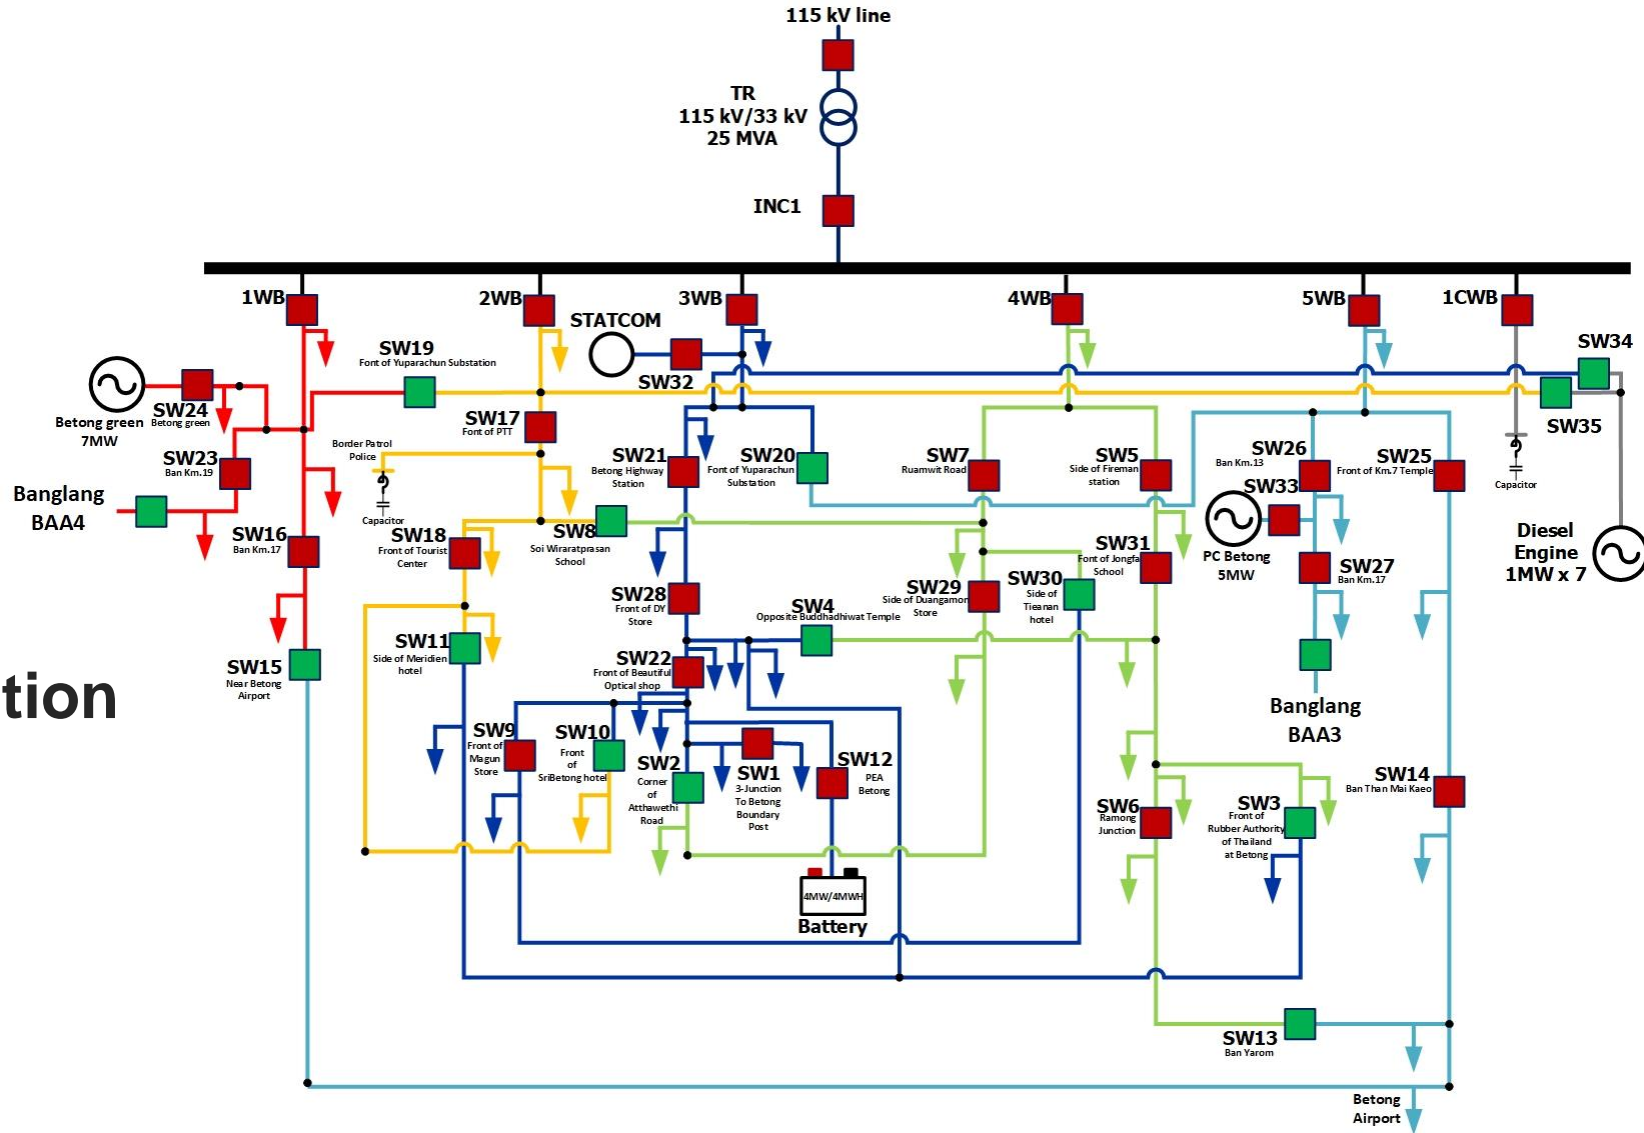 115 kV line
TR
115 kV/33 kV
25 MVA
INC1
1WB
2WB
3WB
4WB
5WB
1CWB
STATCOM
SW32
SW34
SW35
SW19
Font of Yuparachun Substation
Betong green
7MW
SW24
Betong green
SW17
Font of PTT
Border Patrol
Police
Capacitor
SW23
Ban Km.19
Banglang
BAA4
SW21
Betong Highway
Station
SW20
Font of Yuparachun
Substation
SW7
Ruamwit Road
SW5
Side of Fireman
station
SW26
Ban Km.13
SW25
Front of Km.7 Temple
Capacitor
SW33
PC Betong
5MW
SW27
Ban Km.17
Diesel
Engine
1MW x 7
SW16
Ban Km.17
SW18
Front of Tourist
Center
SW8
Soi Wiraratprasan
School
SW31
Font of Jongfa
School
SW28
Front of DY
Store
SW29
Side of Duangamon
Store
SW30
Side of
Tieanan
hotel
SW4
Opposite Buddhadhiwat Temple
SW11
Side of Meridien
hotel
SW22
Front of Beautiful
Optical shop
SW15
Near Betong
Airport
tion
Banglang
BAA3
SW9
Front of
Magun
Store
SW10
Front
of
SriBetong hotel
SW2
Corner
of
Atthawethi
Road
SW1
3-Junction
To Betong
Boundary
Post
SW12
PEA
Betong
SW6
Ramong
Junction
SW3
Front of
Rubber Authority
of Thailand
at Betong
SW14
Ban Than Mai Kaeo
4MW/4MWH
Battery
SW13
Ban Yarom
Betong
Airport